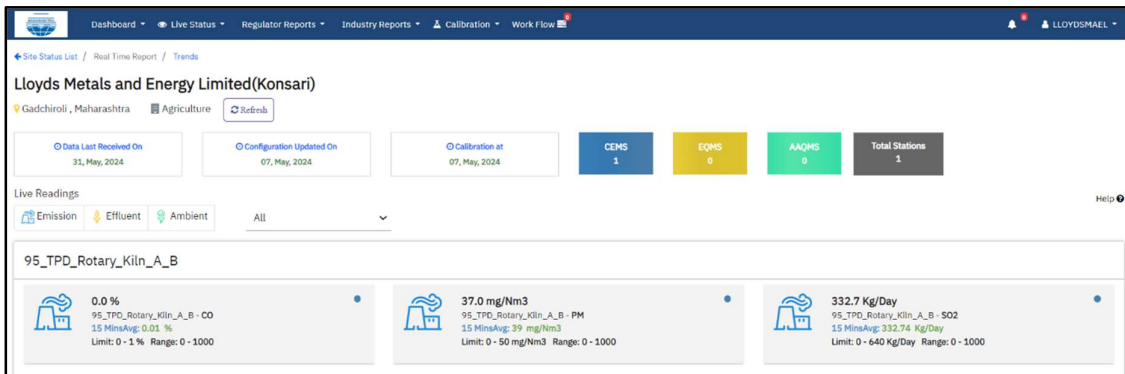 Dashboard Live Status Regulator Reports Industry Reports Calibration Work Flow 0 0 LLOYDSMAEL
Site Status List / Real Time Report / Trends
Lloyds Metals and Energy Limited(Konsari)
Gadchiroli , Maharashtra Agriculture Refresh
Data Last Received On
31, May, 2024
Configuration Updated On
07, May, 2024
Calibration at
07, May, 2024
CEMS
1
EQMS
0
AAQMS
0
Total Stations
1
Live Readings
Help
Emission Effluent Ambient All
95_TPD_Rotary_Kiln_A_B
0.0 %
95_TPD_Rotary_Kiln_A_B - CO
15 MinsAvg: 0.01 %
Limit: 0 - 1 % Range: 0 - 1000
37.0 mg/Nm3
95_TPD_Rotary_Kiln_A_B - PM
15 MinsAvg: 39 mg/Nm3
Limit: 0 - 50 mg/Nm3 Range: 0 - 1000
332.7 Kg/Day
95_TPD_Rotary_Kiln_A_B - SO2
15 MinsAvg: 332.74 Kg/Day
Limit: 0 - 640 Kg/Day Range: 0 - 1000